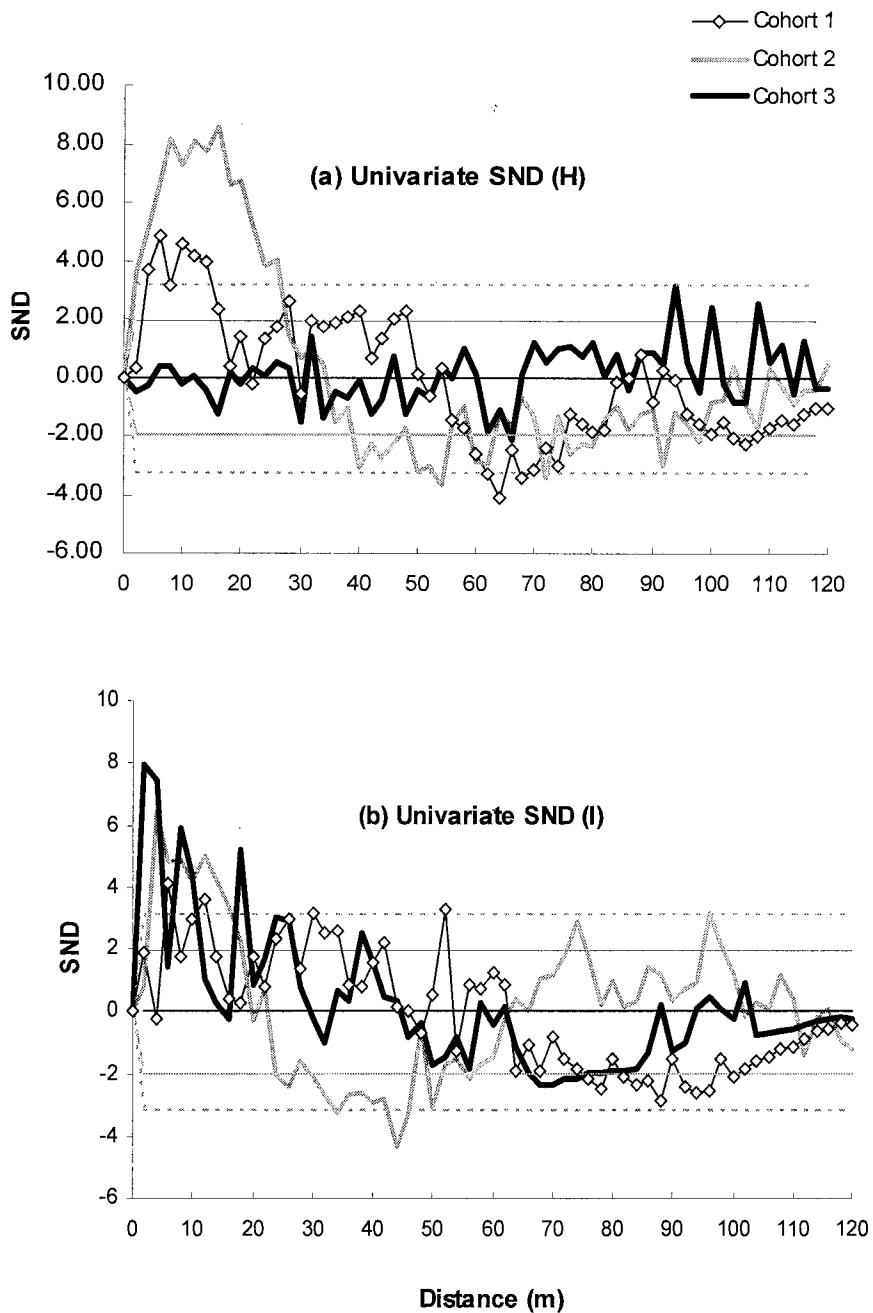 Cohort 1
Cohort 2
Cohort 3
10.00
8.00
6.00
4.00
2.00
0.00
-2.00
-4.00
-6.00
SND
(a) Univariate SND (H)
0 10 20 30 40 50 60 70 80 90 100 110 120
10
8
6
4
2
0
-2
-4
-6
SND
(b) Univariate SND (I)
0 10 20 30 40 50 60 70 80 90 100 110 120
Distance (m)